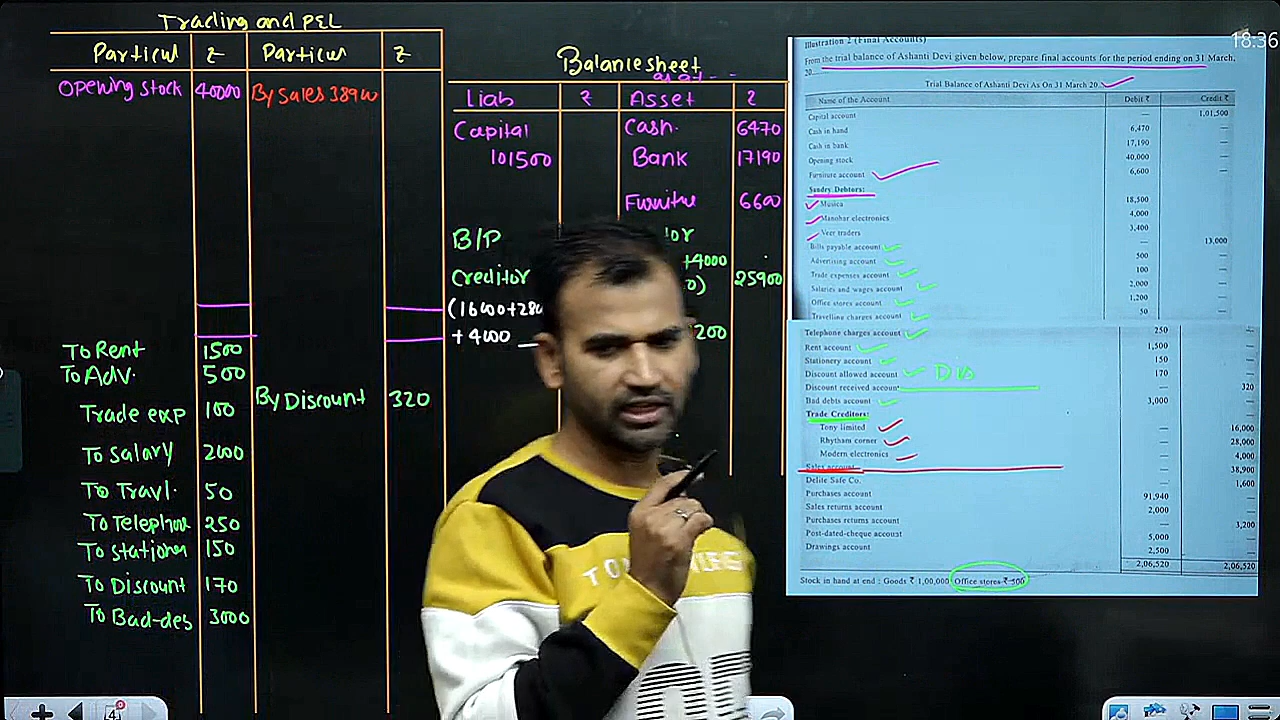 Trading and P&L
Particul ₹ Particur ₹
Opening stock 40000 By Sales 38900
To Rent 1500
To Adv. 500
Trade exp 100
By Discount 320
To Salary 2000
To Travl. 50
To Telephone 250
To stationer 150
To Discount 170
To Bad-des 3000
Balance sheet
as at - -
Liab ₹ Asset ₹
Capital Cash. 6470
101500 Bank 17190
Furnitue 6600
B/P
+4000
Creditor 25900
+ 4000 200
18:36
Illustration 2 (Final Accounts)
From the trial balance of Ashanti Devi given below, prepare final accounts for the period ending on 31 March,
20
Trial Balance of Ashanti Devi As On 31 March 20
Name of the Account Debit ₹ Credit ₹
Capital account — 1,01,500
Cash in hand 6,470 —
Cash in bank 17,190 —
Opening stock 40,000 —
Furniture account 6,600 —
Sundry Debtors:
Musica 18,500 —
Manohar electronics 4,000 —
Veer traders 3,400 —
Bills payable account — 13,000
Advertising account 500 —
Trade expenses account 100 —
Salaries and wages account 2,000 —
Office stores account 1,200 —
Travelling charges account 50 —
Telephone charges account 250 —
Rent account 1,500 —
Stationery account 150 —
Discount allowed account 170 —
Dis
Discount received account — 320
Bad debts account 3,000 —
Trade Creditors:
Tony limited — 16,000
Rhytham corner — 28,000
Modern electronics — 4,000
Sales account — 38,900
Delite Safe Co. — 1,600
Purchases account 91,940 —
Sales returns account 2,000 —
Purchases returns account — 3,200
Post-dated-cheque account 5,000 —
Drawings account 2,500 —
2,06,520 2,06,520
Stock in hand at end : Goods ₹ 1,00,000 Office stores ₹ 500
4